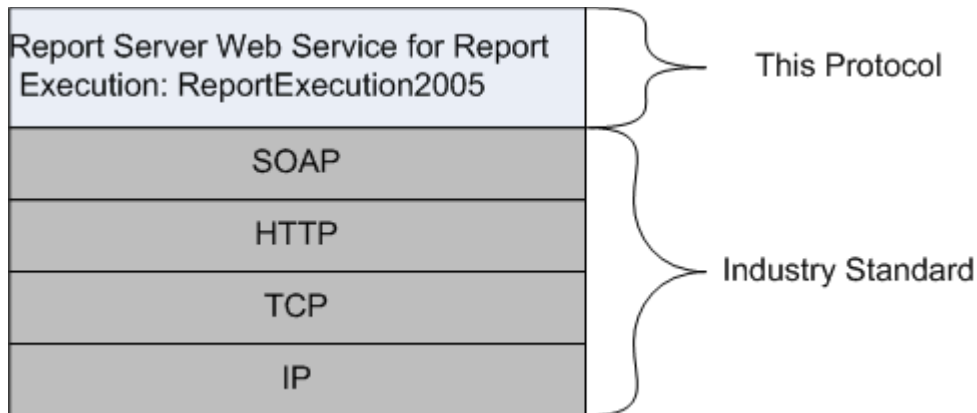 Report Server Web Service for Report
Execution: ReportExecution2005
This Protocol
SOAP
HTTP
TCP
IP
Industry Standard